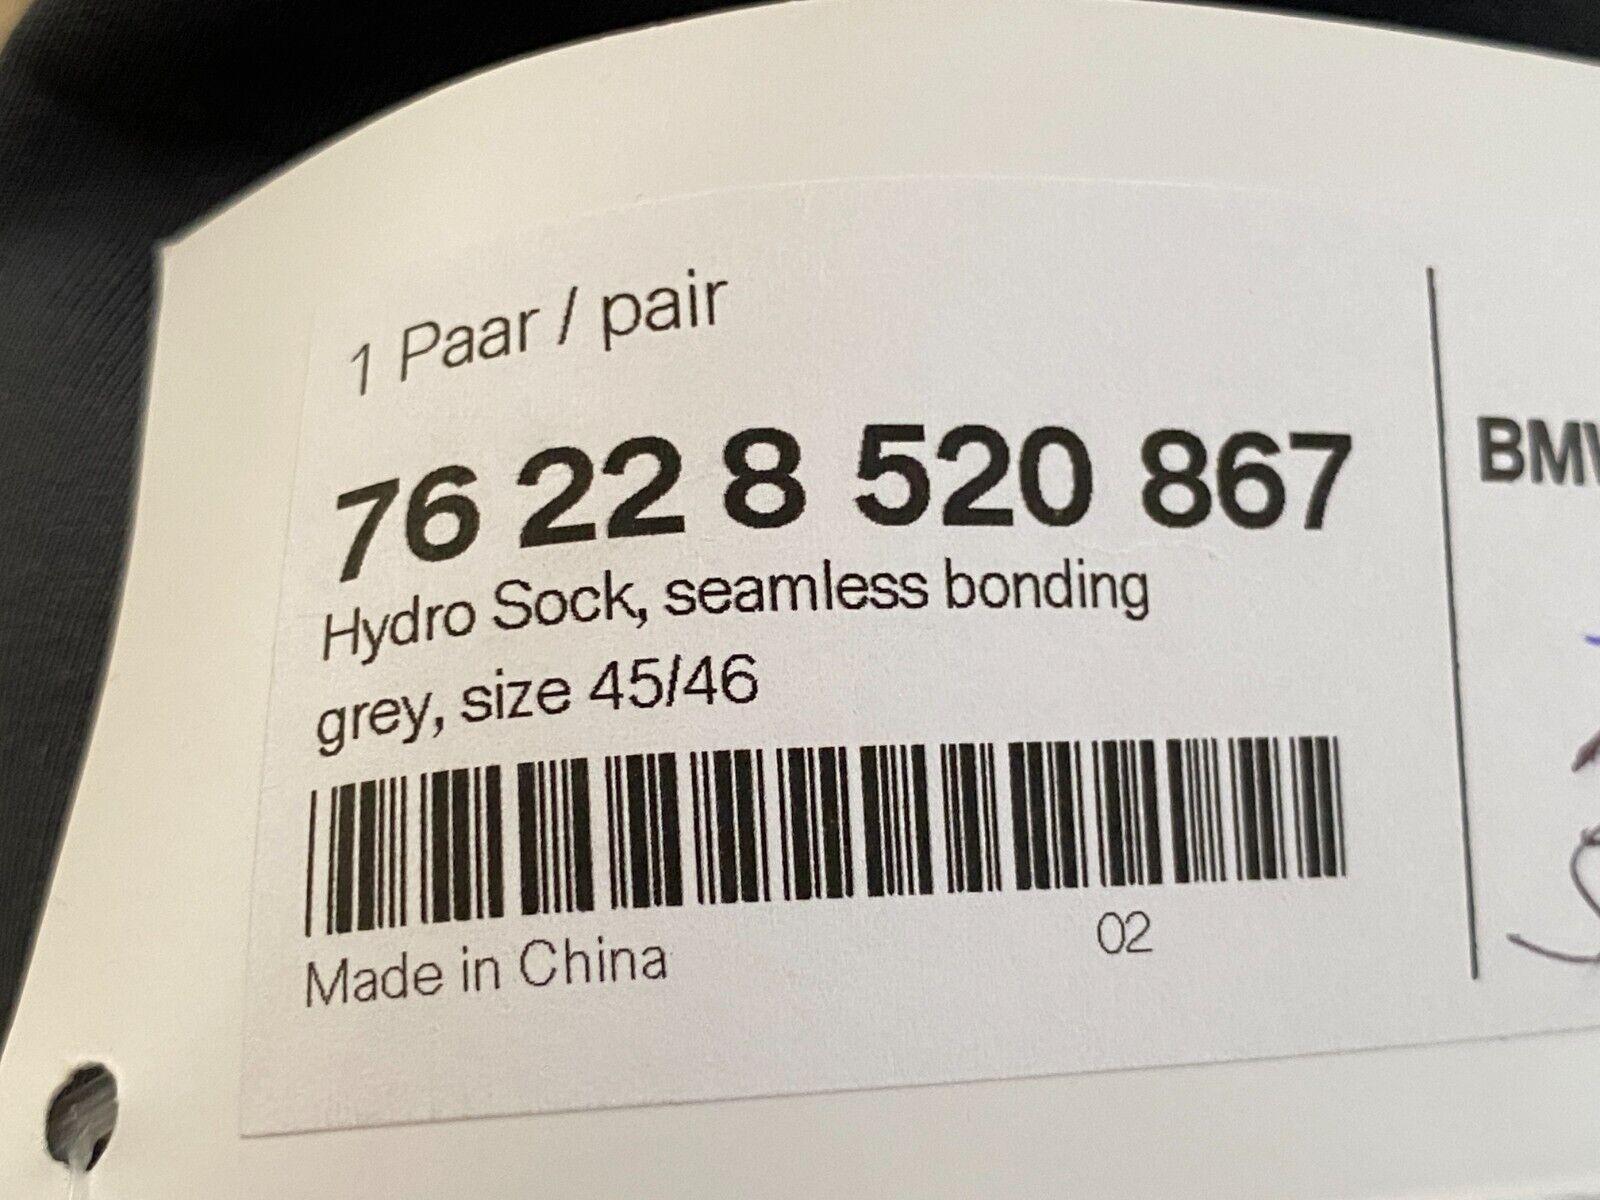 1 Paar / pair
76 22 8 520 867
Hydro Sock, seamless bonding
grey, size 45/46
Made in China
02